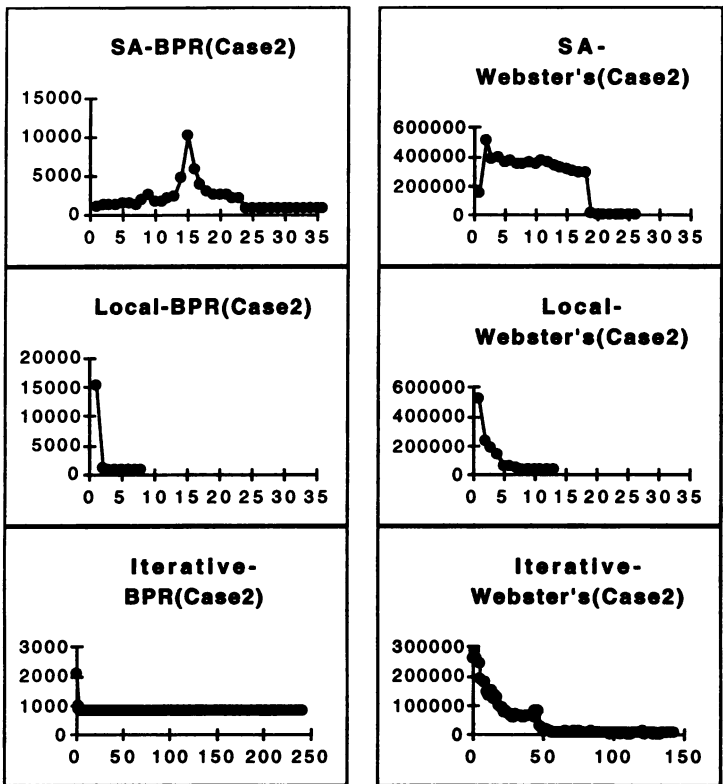 SA-BPR(Case2)
15000
10000
5000
0
0 5 10 15 20 25 30 35
SA-
Webster's(Case2)
600000
400000
200000
0
0 5 10 15 20 25 30 35
Local-BPR(Case2)
20000
15000
10000
5000
0
0 5 10 15 20 25 30 35
Local-
Webster's(Case2)
600000
400000
200000
0
0 5 10 15 20 25 30 35
Iterative-
BPR(Case2)
3000
2000
1000
0
0 50 100 150 200 250
Iterative-
Webster's(Case2)
300000
200000
100000
0
0 50 100 150